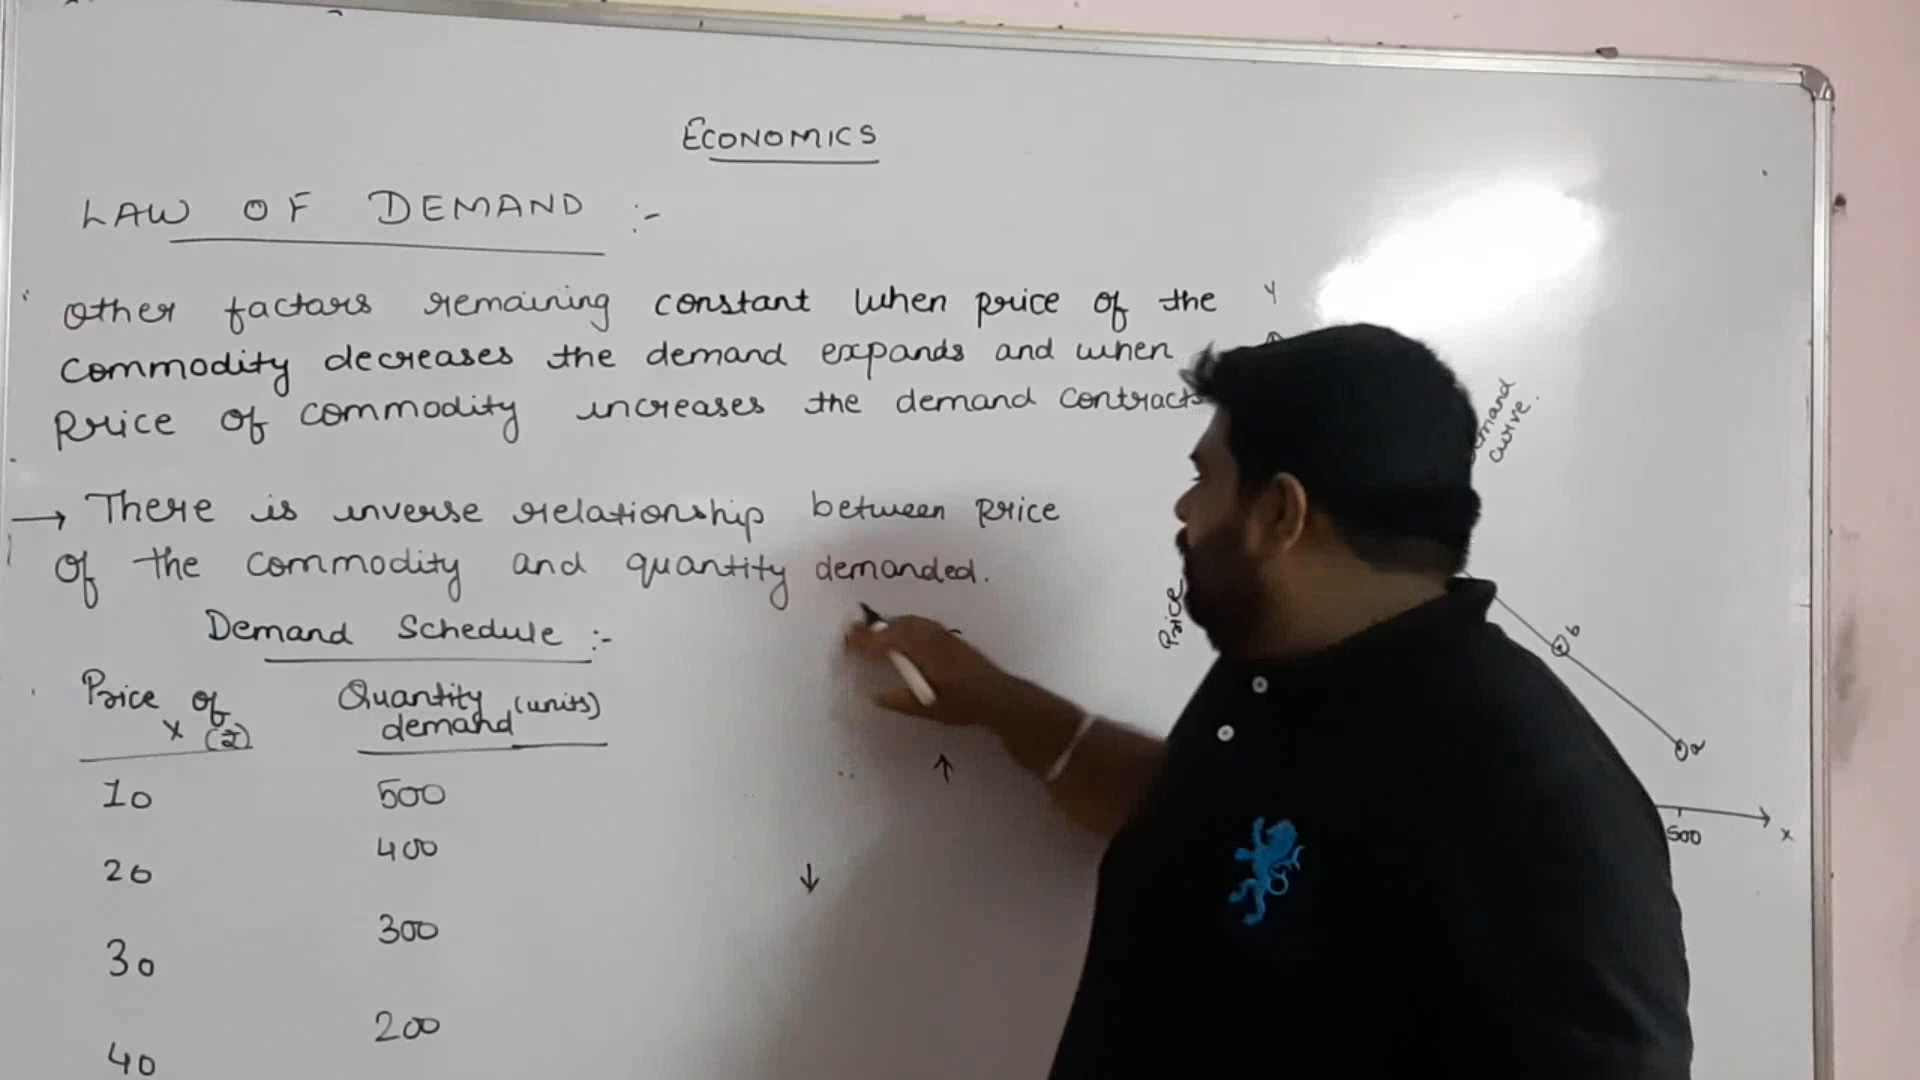 ECONOMICS
LAW OF DEMAND :-
Other factors remaining constant when price of the
commodity decreases the demand expands and when
Price of commodity increases the demand contracts
→ There is inverse relationship between price
of the commodity and quantity demanded.
Demand Schedule :-
Price of x (₹)
Quantity demand (units)
10 500
20 400
30 300
40 200
↑
↓
Y
curve.
Price
b
a
500
x